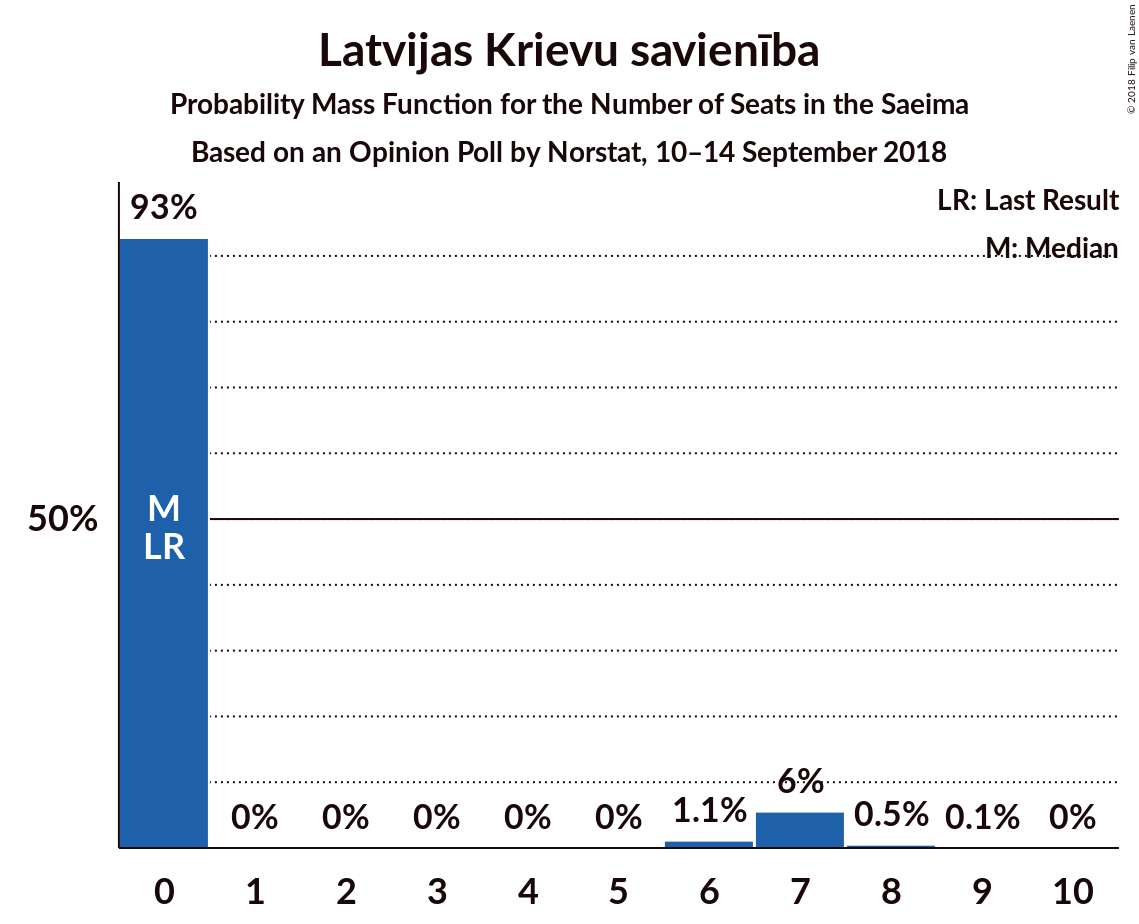 Latvijas Krievu savienība
Probability Mass Function for the Number of Seats in the Saeima
Based on an Opinion Poll by Norstat, 10–14 September 2018
© 2018 Filip van Laenen
LR: Last Result
M: Median
93%
50%
M
LR
0% 0% 0% 0% 0% 1.1% 6% 0.5% 0.1% 0%
0 1 2 3 4 5 6 7 8 9 10